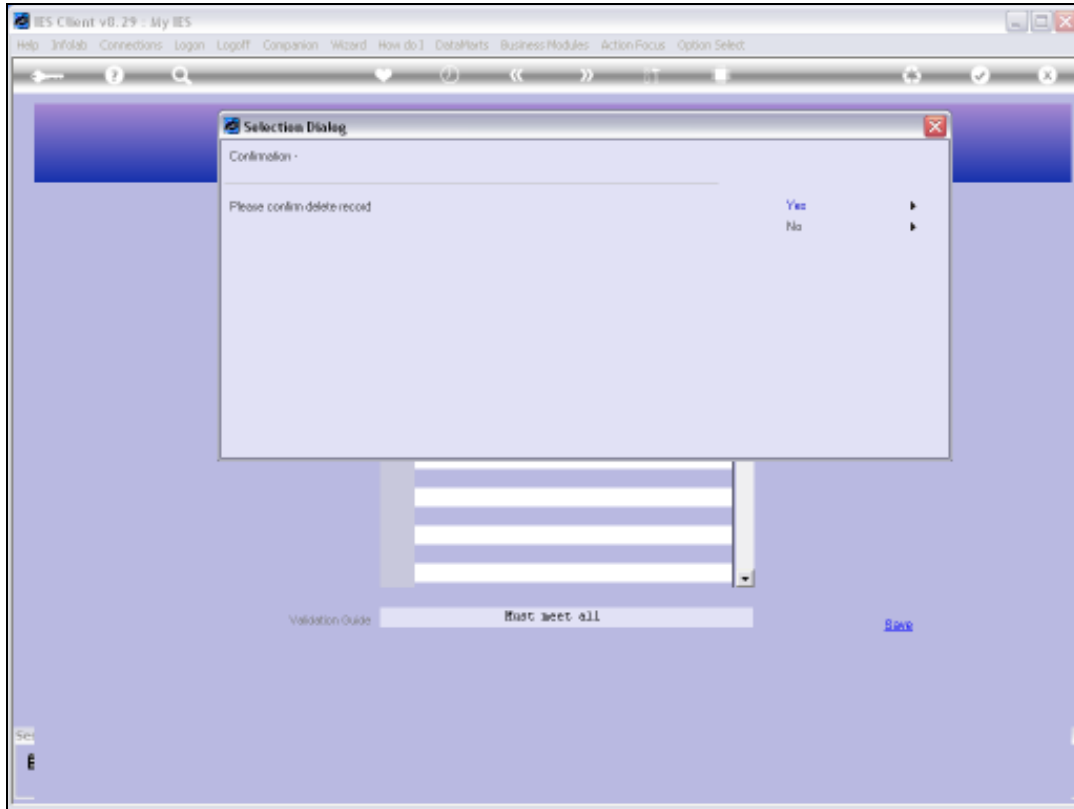 IES Client v8.29 : My IES
Help Infolab Connections Logon Logoff Companion Wizard How do I DataMarts Business Modules Action Focus Option Select
Selection Dialog
Confirmation -
Please confirm delete record
Yes
No
Validation Guide Must meet all
Save